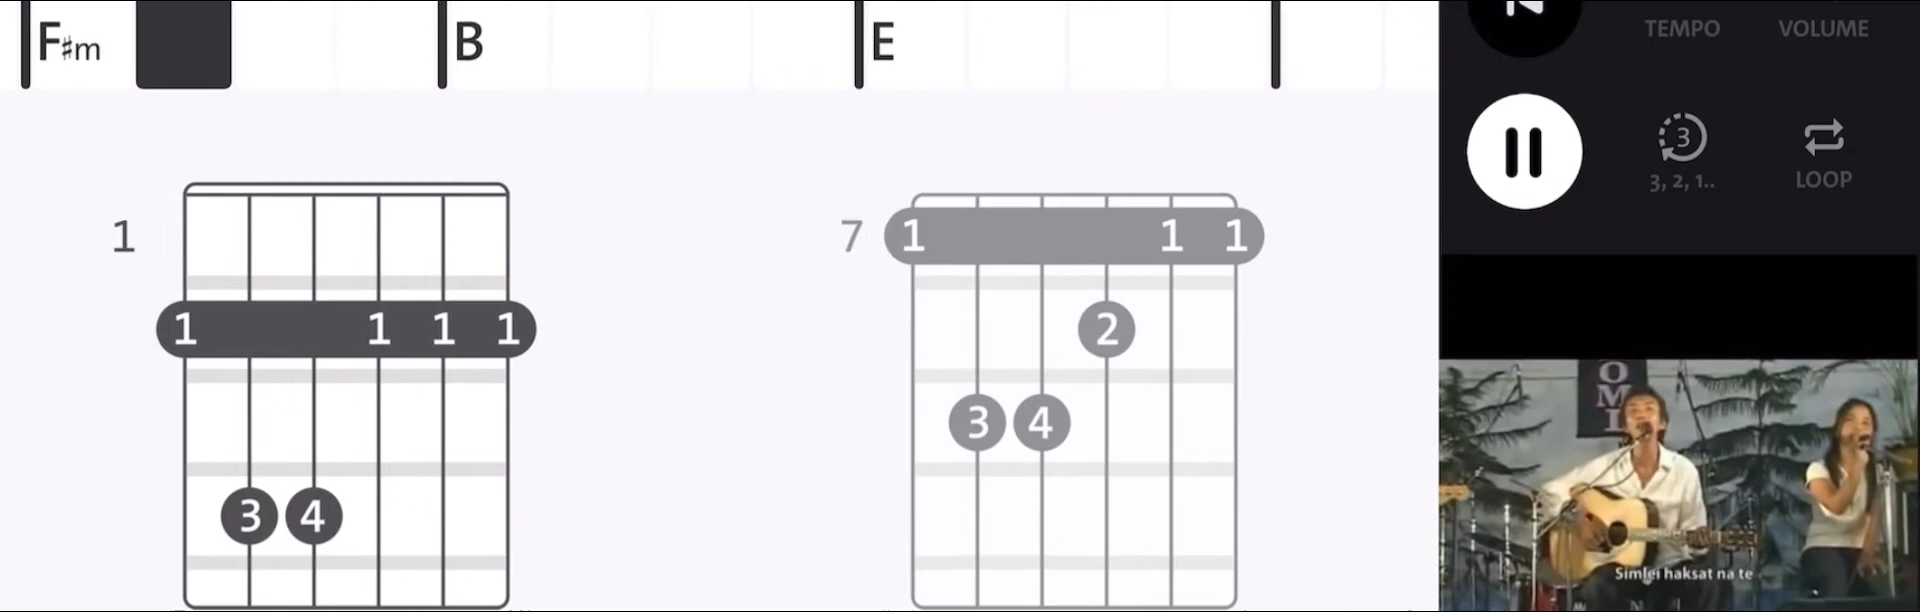 F♯m B E
TEMPO VOLUME
3
3, 2, 1.. LOOP
1
1 1 1 1
3 4
7
1 1 1
2
3 4
OMI
Simlei haksat na te